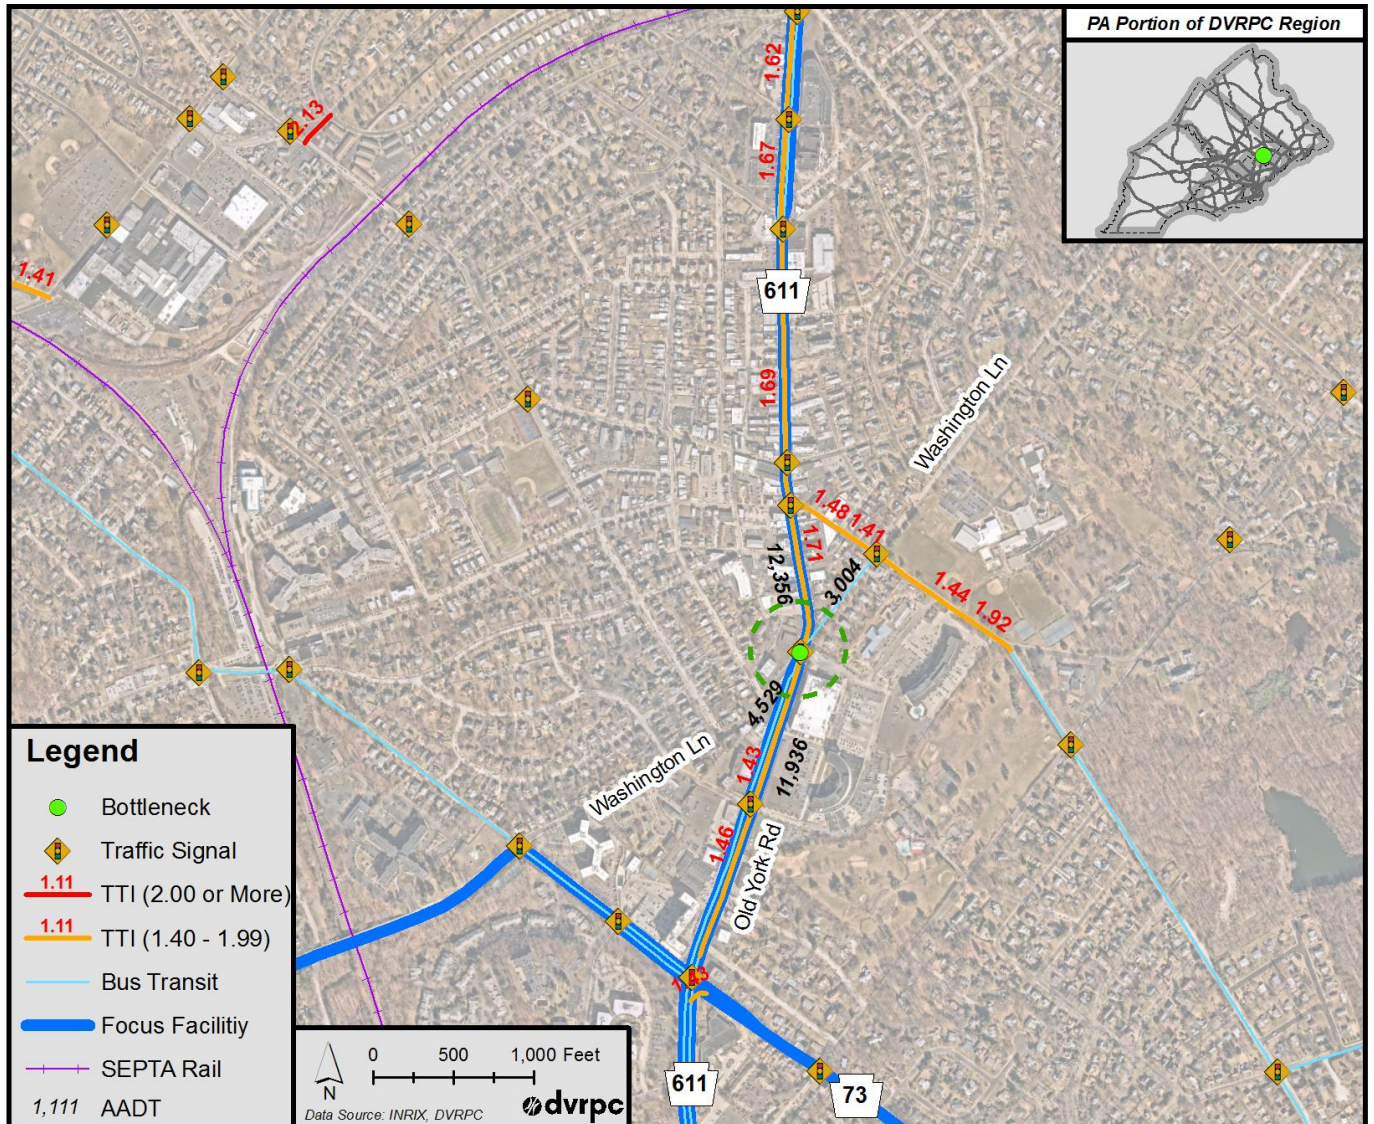 PA Portion of DVRPC Region
1.62
2.13
1.67
1.41
611
1.69
Washington Ln
1.48 1.41
1.71
12,356
3,004
1.44 1.92
4,529
Washington Ln
1.43
11,936
1.46
Old York Rd
611
73
Legend
Bottleneck
Traffic Signal
1.11
TTI (2.00 or More)
1.11
TTI (1.40 - 1.99)
Bus Transit
Focus Facilitiy
SEPTA Rail
1,111 AADT
N
0 500 1,000 Feet
Data Source: INRIX, DVRPC
dvrpc